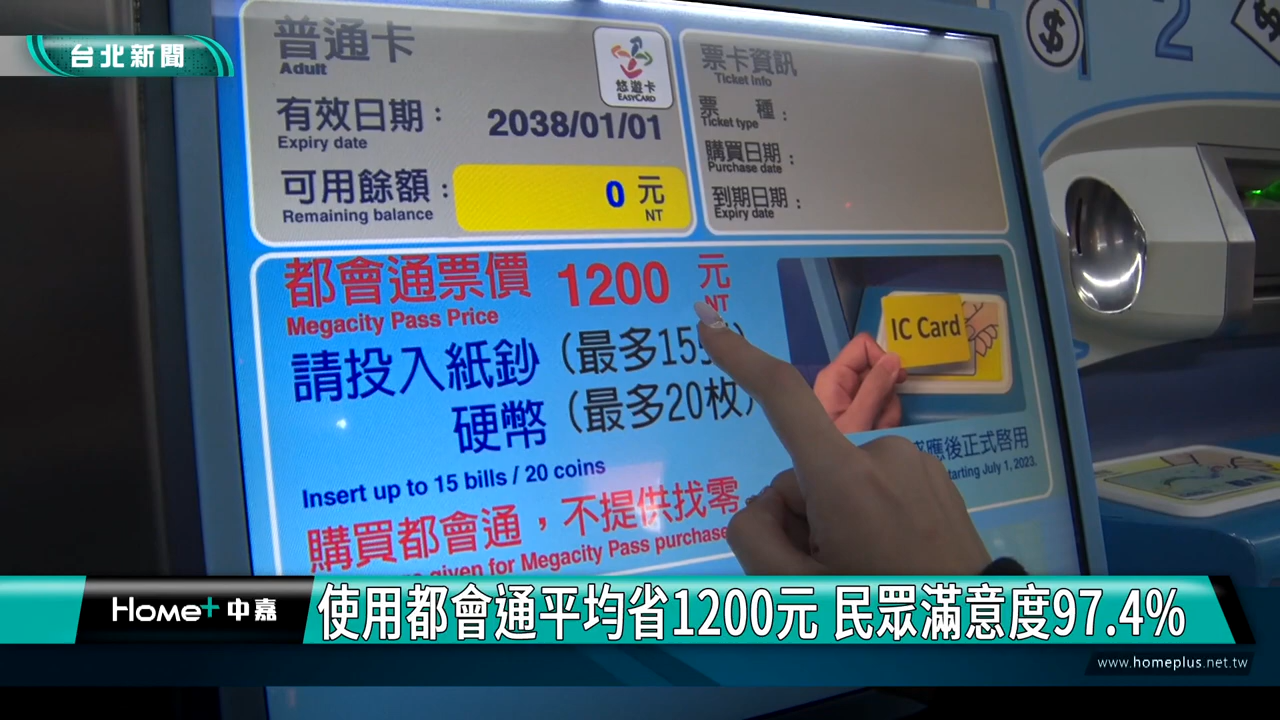 台北新聞
普通卡
Adult
悠遊卡
EASYCARD
有效日期：
Expiry date
2038/01/01
可用餘額：
Remaining balance
0 元
NT
票卡資訊
Ticket info
票 種：
Ticket type
購買日期：
Purchase date
到期日期：
Expiry date
$
2
都會通票價 1200 元
Megacity Pass Price
NT
請投入紙鈔（最多15
硬幣（最多20枚）
Insert up to 15 bills / 20 coins
購買都會通，不提供找零
given for Megacity Pass purchase
IC Card
應後正式啓用
starting July 1, 2023.
Home+ 中嘉
使用都會通平均省1200元 民眾滿意度97.4%
www.homeplus.net.tw